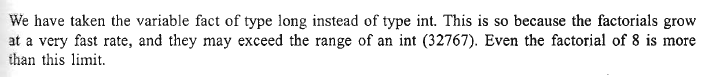 We have taken the variable fact of type long instead of type int. This is so because the factorials grow
at a very fast rate, and they may exceed the range of an int (32767). Even the factorial of 8 is more
than this limit.